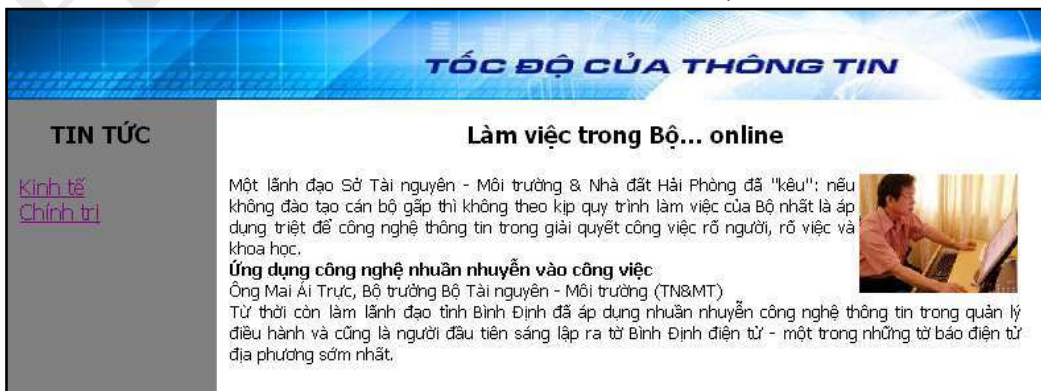 TỐC ĐỘ CỦA THÔNG TIN
TIN TỨC
Kinh tế
Chính trị
Làm việc trong Bộ... online
Một lãnh đạo Sở Tài nguyên - Môi trường & Nhà đất Hải Phòng đã "kêu": nếu
không đào tạo cán bộ gấp thì không theo kịp quy trình làm việc của Bộ nhất là áp
dụng triệt để công nghệ thông tin trong giải quyết công việc rõ người, rõ việc và
khoa học.
Ứng dụng công nghệ nhuần nhuyễn vào công việc
Ông Mai Ái Trực, Bộ trưởng Bộ Tài nguyên - Môi trường (TN&MT)
Từ thời còn làm lãnh đạo tỉnh Bình Định đã áp dụng nhuần nhuyễn công nghệ thông tin trong quản lý
điều hành và cũng là người đầu tiên sáng lập ra tờ Bình Định điện tử - một trong những tờ báo điện tử
địa phương sớm nhất.